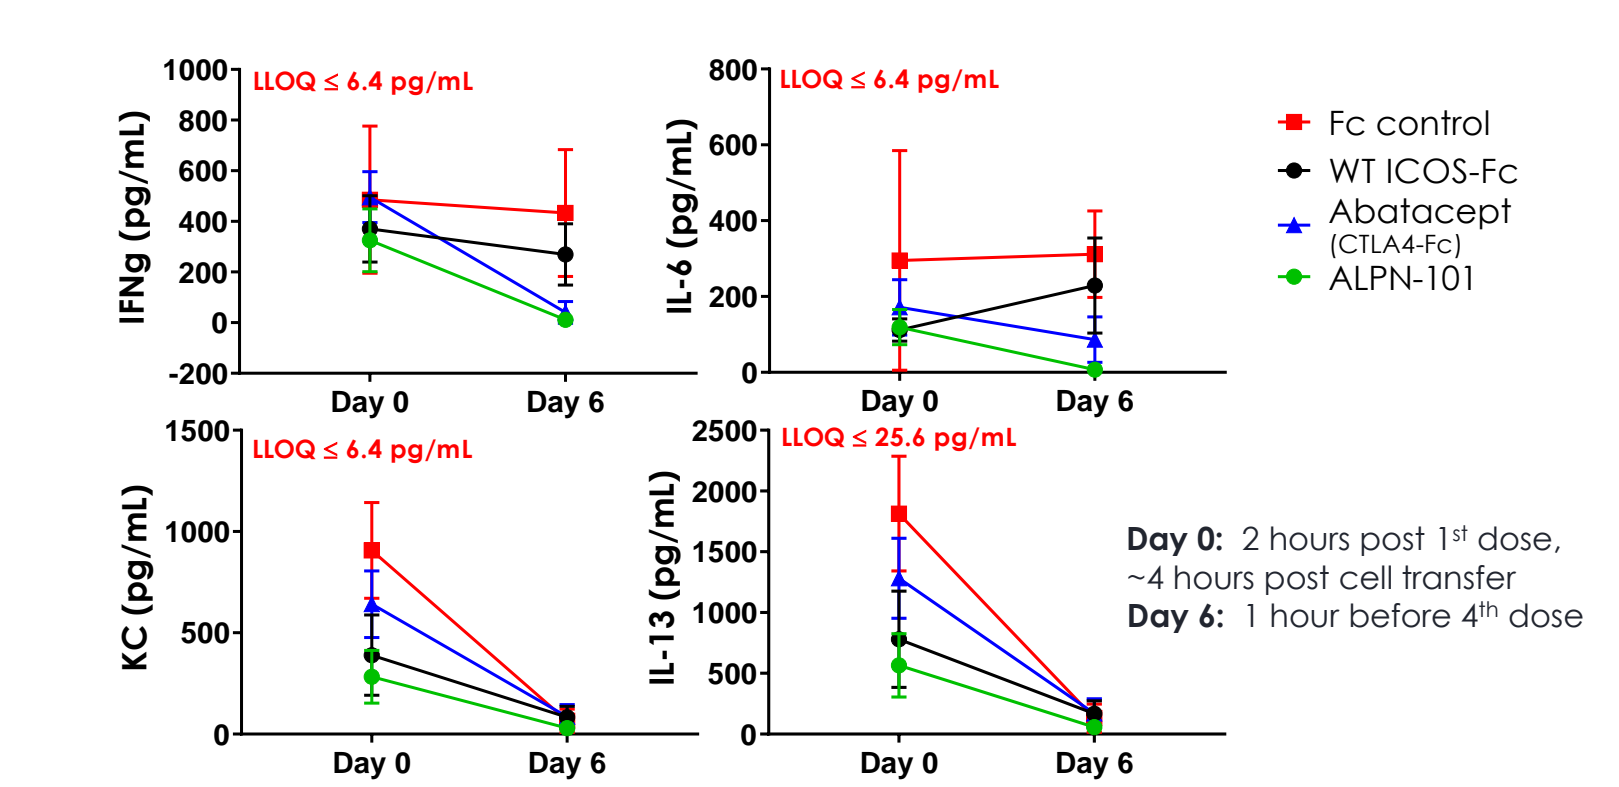 1000
LLOQ ≤ 6.4 pg/mL
800
600
400
200
0
-200
IFNg (pg/mL)
Day 0
Day 6
800
LLOQ ≤ 6.4 pg/mL
600
400
200
0
IL-6 (pg/mL)
Day 0
Day 6
Fc control
WT ICOS-Fc
Abatacept
(CTLA4-Fc)
ALPN-101
1500
LLOQ ≤ 6.4 pg/mL
1000
500
0
KC (pg/mL)
Day 0
Day 6
2500
LLOQ ≤ 25.6 pg/mL
2000
1500
1000
500
0
IL-13 (pg/mL)
Day 0
Day 6
Day 0: 2 hours post 1st dose,
~4 hours post cell transfer
Day 6: 1 hour before 4th dose